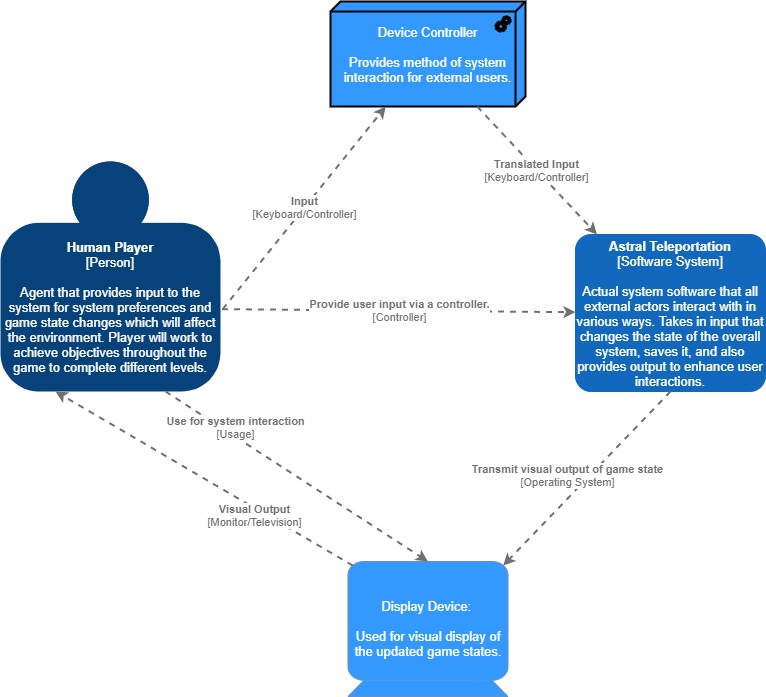 Device Controller
Provides method of system
interaction for external users.
Translated Input
[Keyboard/Controller]
Input
[Keyboard/Controller]
Human Player
[Person]
Agent that provides input to the
system for system preferences and
game state changes which will affect
the environment. Player will work to
achieve objectives throughout the
game to complete different levels.
Provide user input via a controller.
[Controller]
Astral Teleportation
[Software System]
Actual system software that all
external actors interact with in
various ways. Takes in input that
changes the state of the overall
system, saves it, and also
provides output to enhance user
interactions.
Use for system interaction
[Usage]
Transmit visual output of game state
[Operating System]
Visual Output
[Monitor/Television]
Display Device:
Used for visual display of
the updated game states.